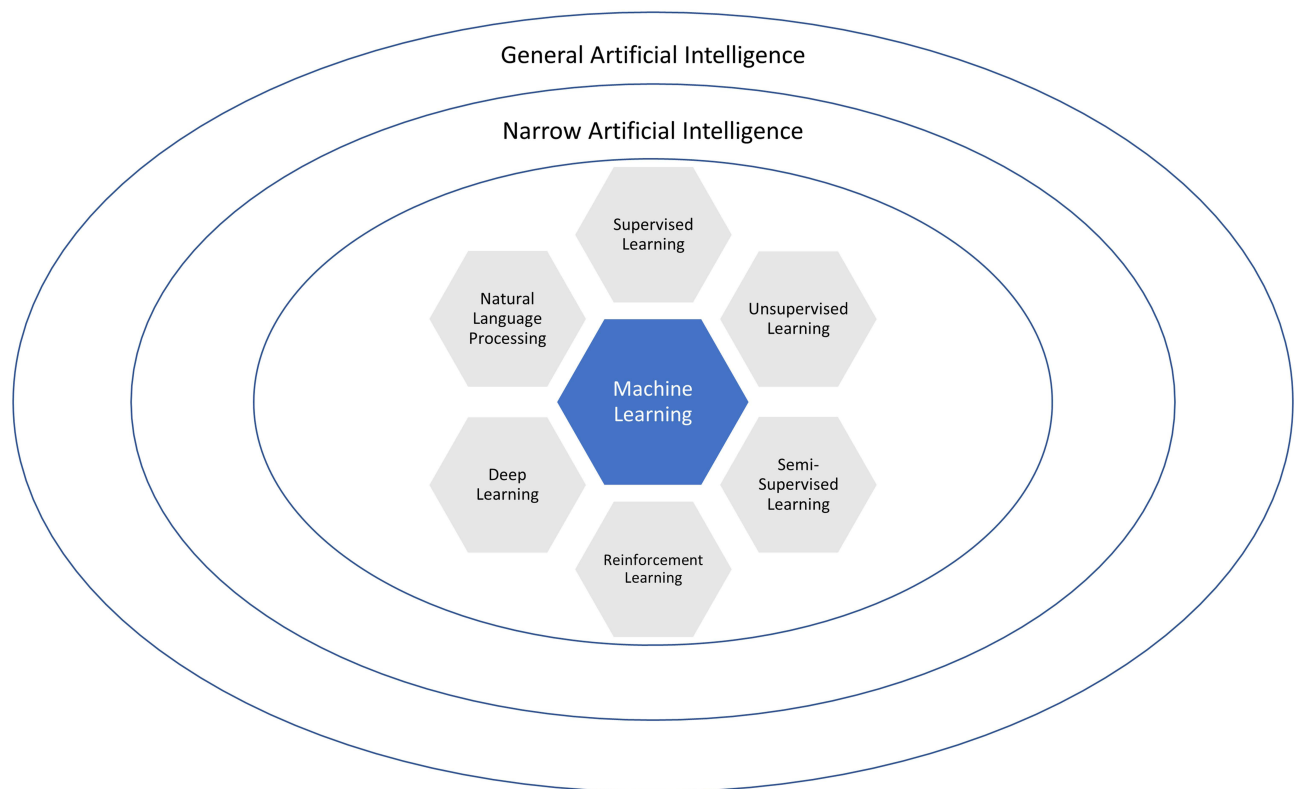 General Artificial Intelligence
Narrow Artificial Intelligence
Supervised
Learning
Natural
Language
Processing
Unsupervised
Learning
Machine
Learning
Deep
Learning
Semi-
Supervised
Learning
Reinforcement
Learning